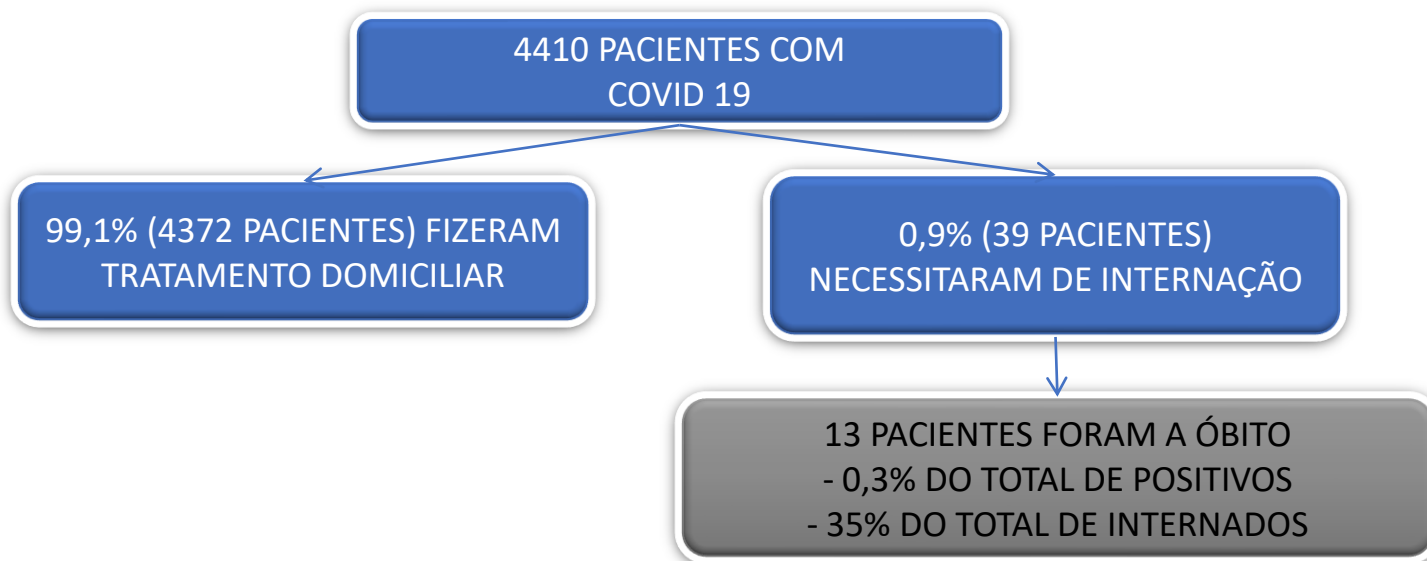 4410 PACIENTES COM
COVID 19
99,1% (4372 PACIENTES) FIZERAM
TRATAMENTO DOMICILIAR
0,9% (39 PACIENTES)
NECESSITARAM DE INTERNAÇÃO
13 PACIENTES FORAM A ÓBITO
- 0,3% DO TOTAL DE POSITIVOS
- 35% DO TOTAL DE INTERNADOS